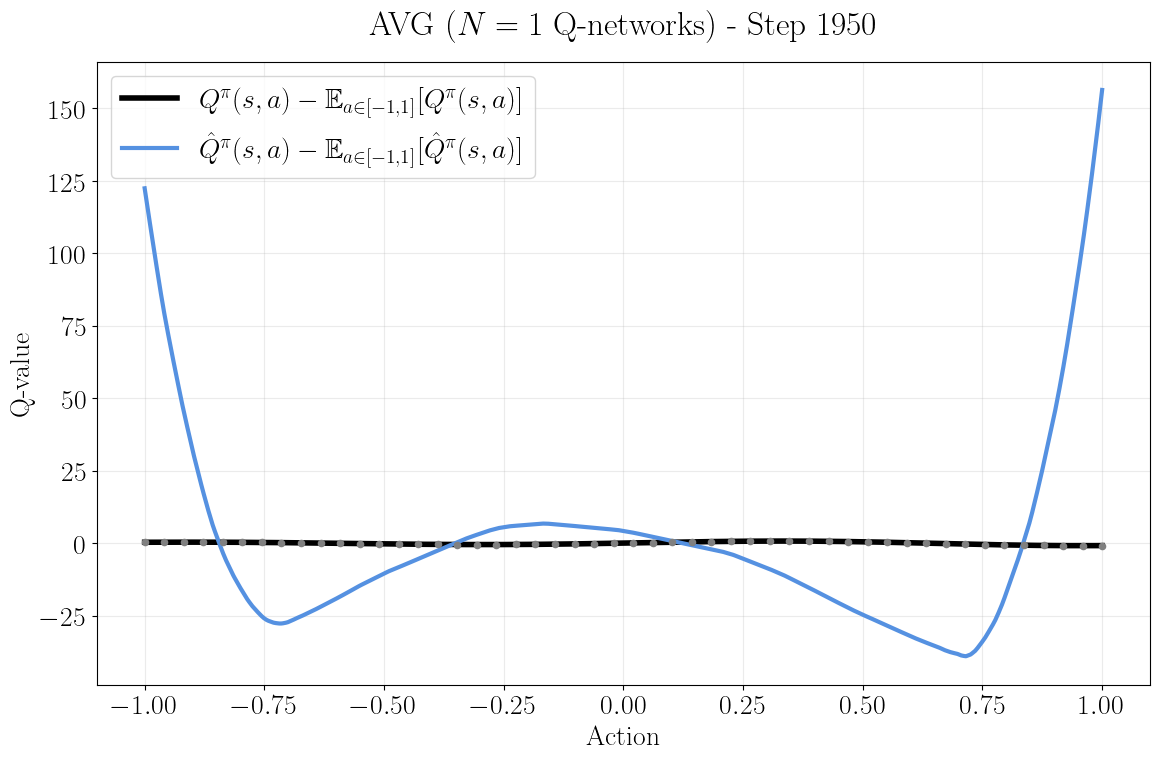 AVG (N = 1 Q-networks) - Step 1950
Q^π(s, a) − 𝔼_{a∈[−1,1]}[Q^π(s, a)]
Q̂^π(s, a) − 𝔼_{a∈[−1,1]}[Q̂^π(s, a)]
Q-value
150
125
100
75
50
25
0
−25
−1.00 −0.75 −0.50 −0.25 0.00 0.25 0.50 0.75 1.00
Action